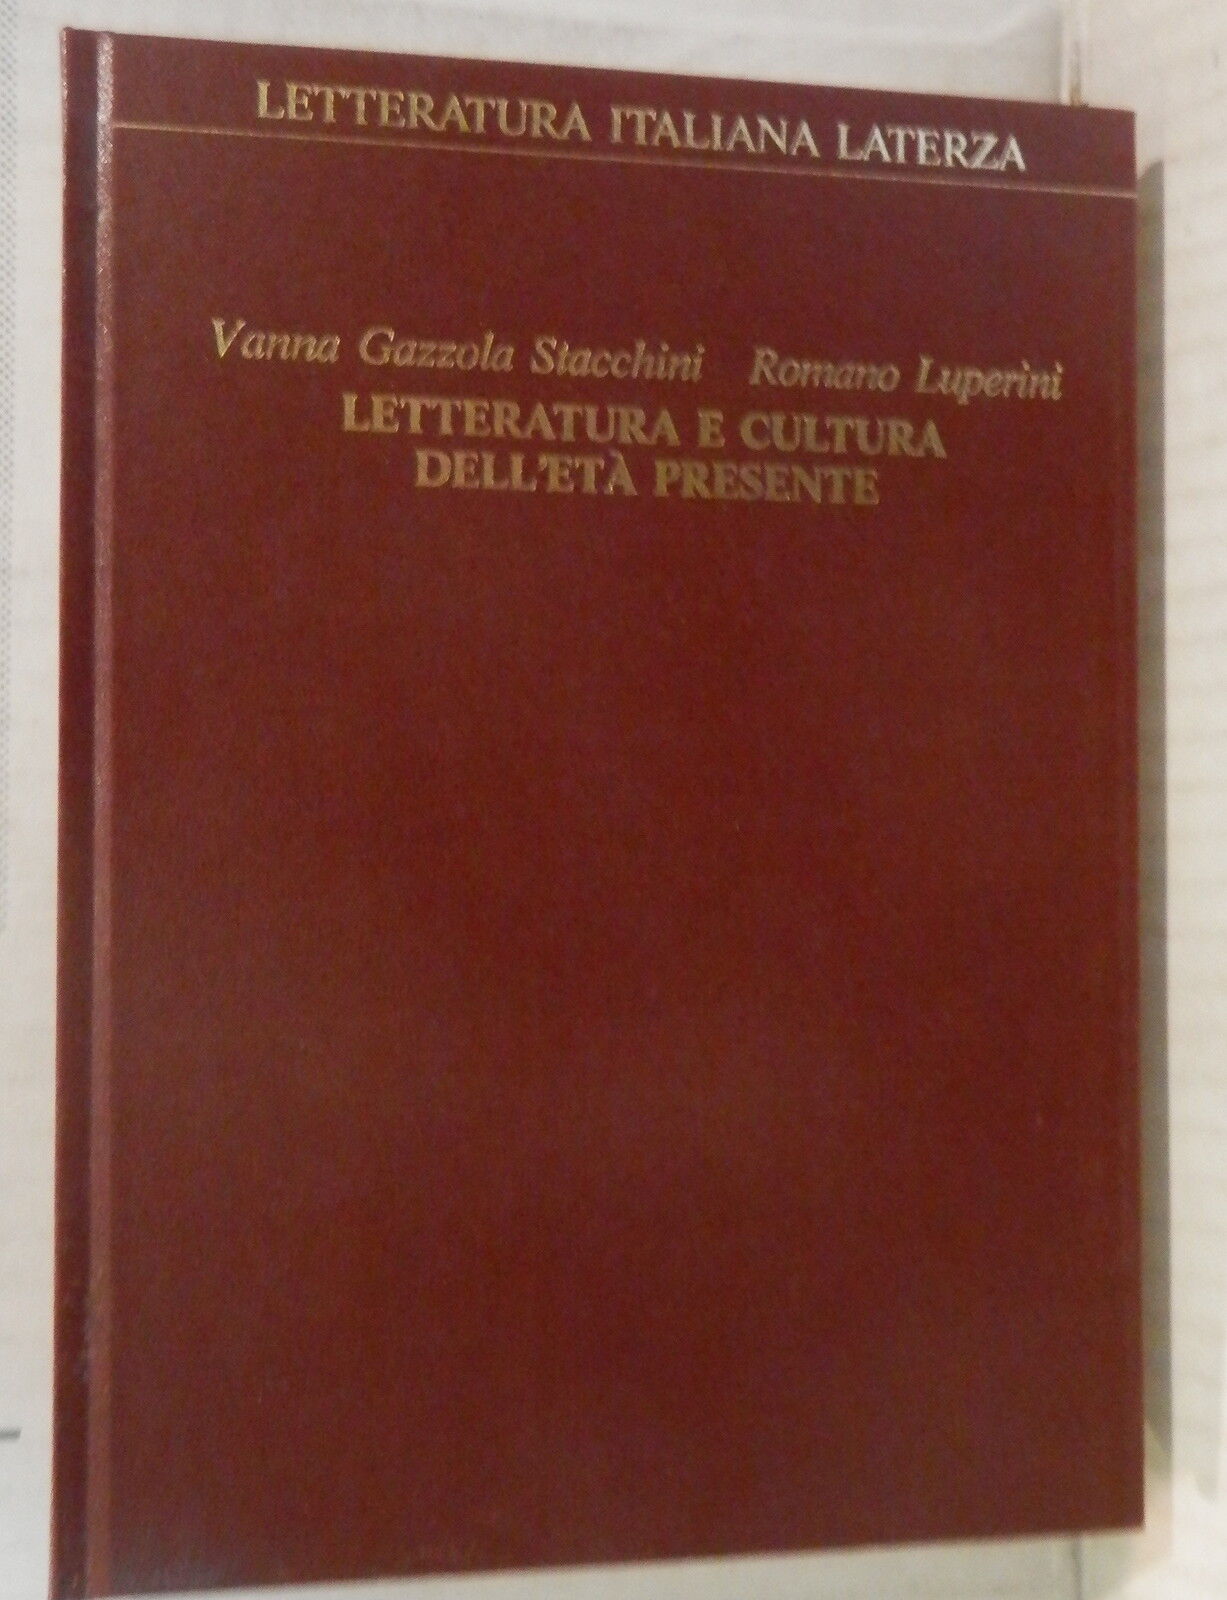 LETTERATURA ITALIANA LATERZA
Vanna Gazzola Stacchini Romano Luperini
LETTERATURA E CULTURA
DELL'ETÀ PRESENTE